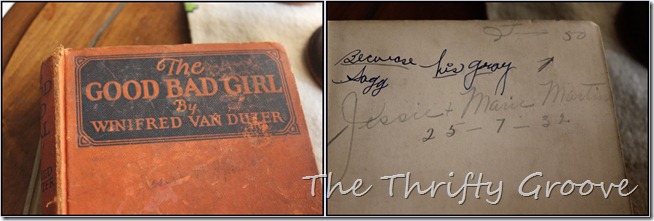 The
GOOD BAD GIRL
By
WINIFRED VAN DUZER
50
Because his gray
Sagy
Jessie + Marie Martin
25-7-32
The Thrifty Groove